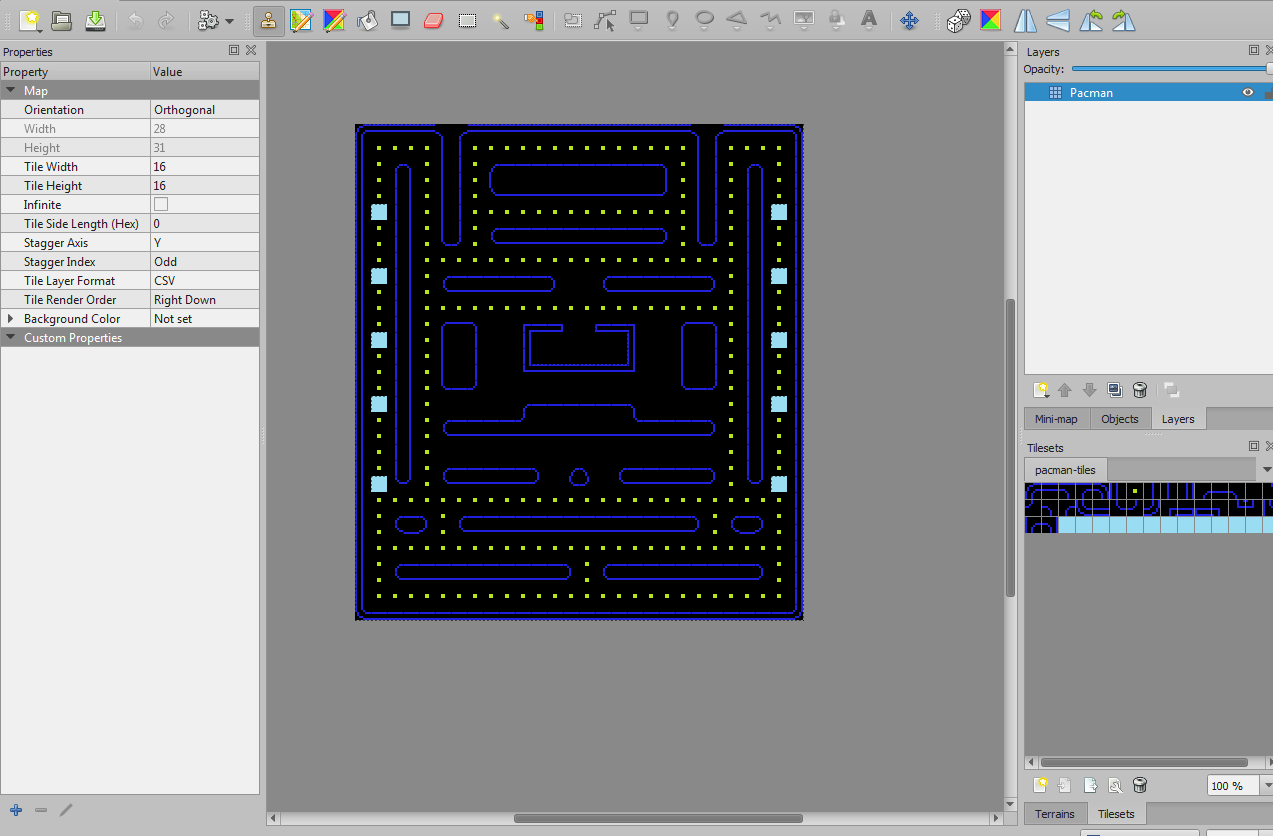 Properties
Property Value
Map
Orientation Orthogonal
Width 28
Height 31
Tile Width 16
Tile Height 16
Infinite
Tile Side Length (Hex) 0
Stagger Axis Y
Stagger Index Odd
Tile Layer Format CSV
Tile Render Order Right Down
Background Color Not set
Custom Properties
Layers
Opacity:
Pacman
Mini-map Objects Layers
Tilesets
pacman-tiles
100 %
Terrains Tilesets